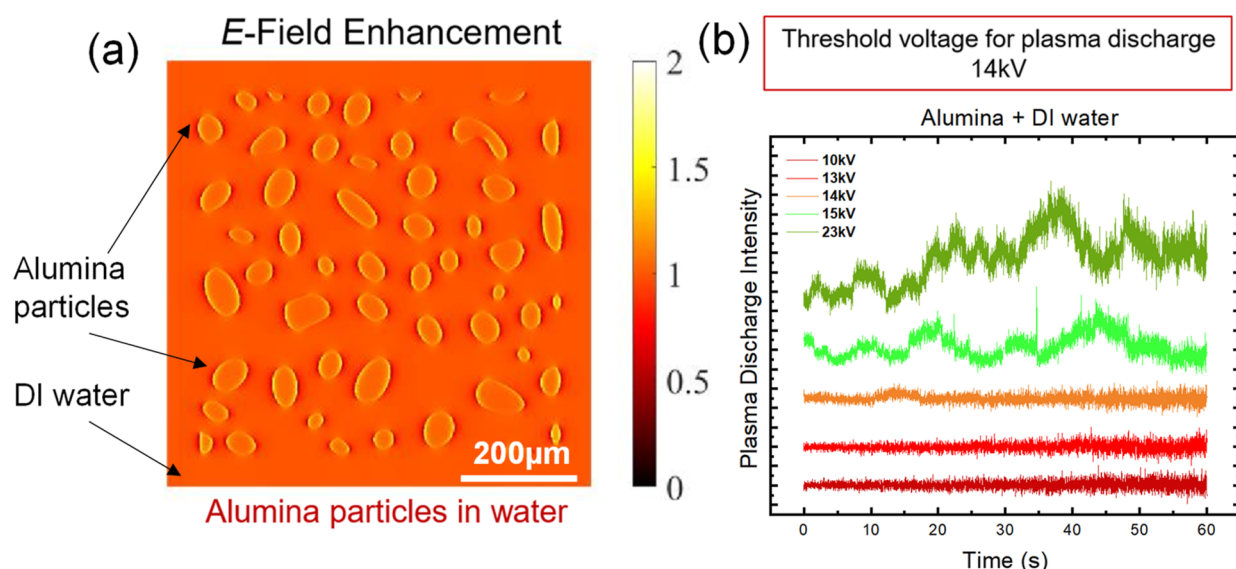 (a)
E-Field Enhancement
2
1.5
1
0.5
0
Alumina
particles
DI water
200μm
Alumina particles in water
(b)
Threshold voltage for plasma discharge
14kV
Alumina + DI water
10kV
13kV
14kV
15kV
23kV
Plasma Discharge Intensity
0 10 20 30 40 50 60
Time (s)